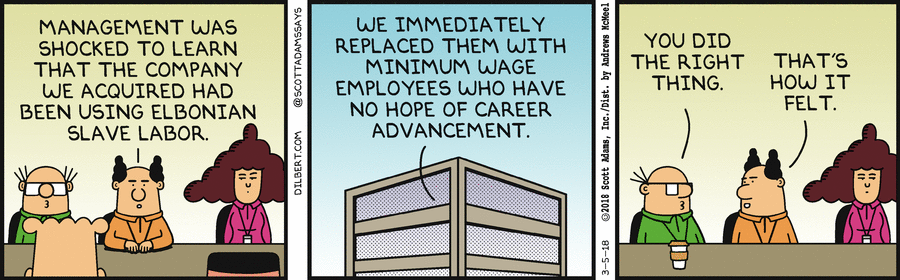 MANAGEMENT WAS
SHOCKED TO LEARN
THAT THE COMPANY
WE ACQUIRED HAD
BEEN USING ELBONIAN
SLAVE LABOR.
DILBERT.COM @SCOTTADAMSSAYS
WE IMMEDIATELY
REPLACED THEM WITH
MINIMUM WAGE
EMPLOYEES WHO HAVE
NO HOPE OF CAREER
ADVANCEMENT.
3-5-18 ©2018 Scott Adams, Inc./Dist. by Andrews McMeel
YOU DID
THE RIGHT
THING.
THAT'S
HOW IT
FELT.